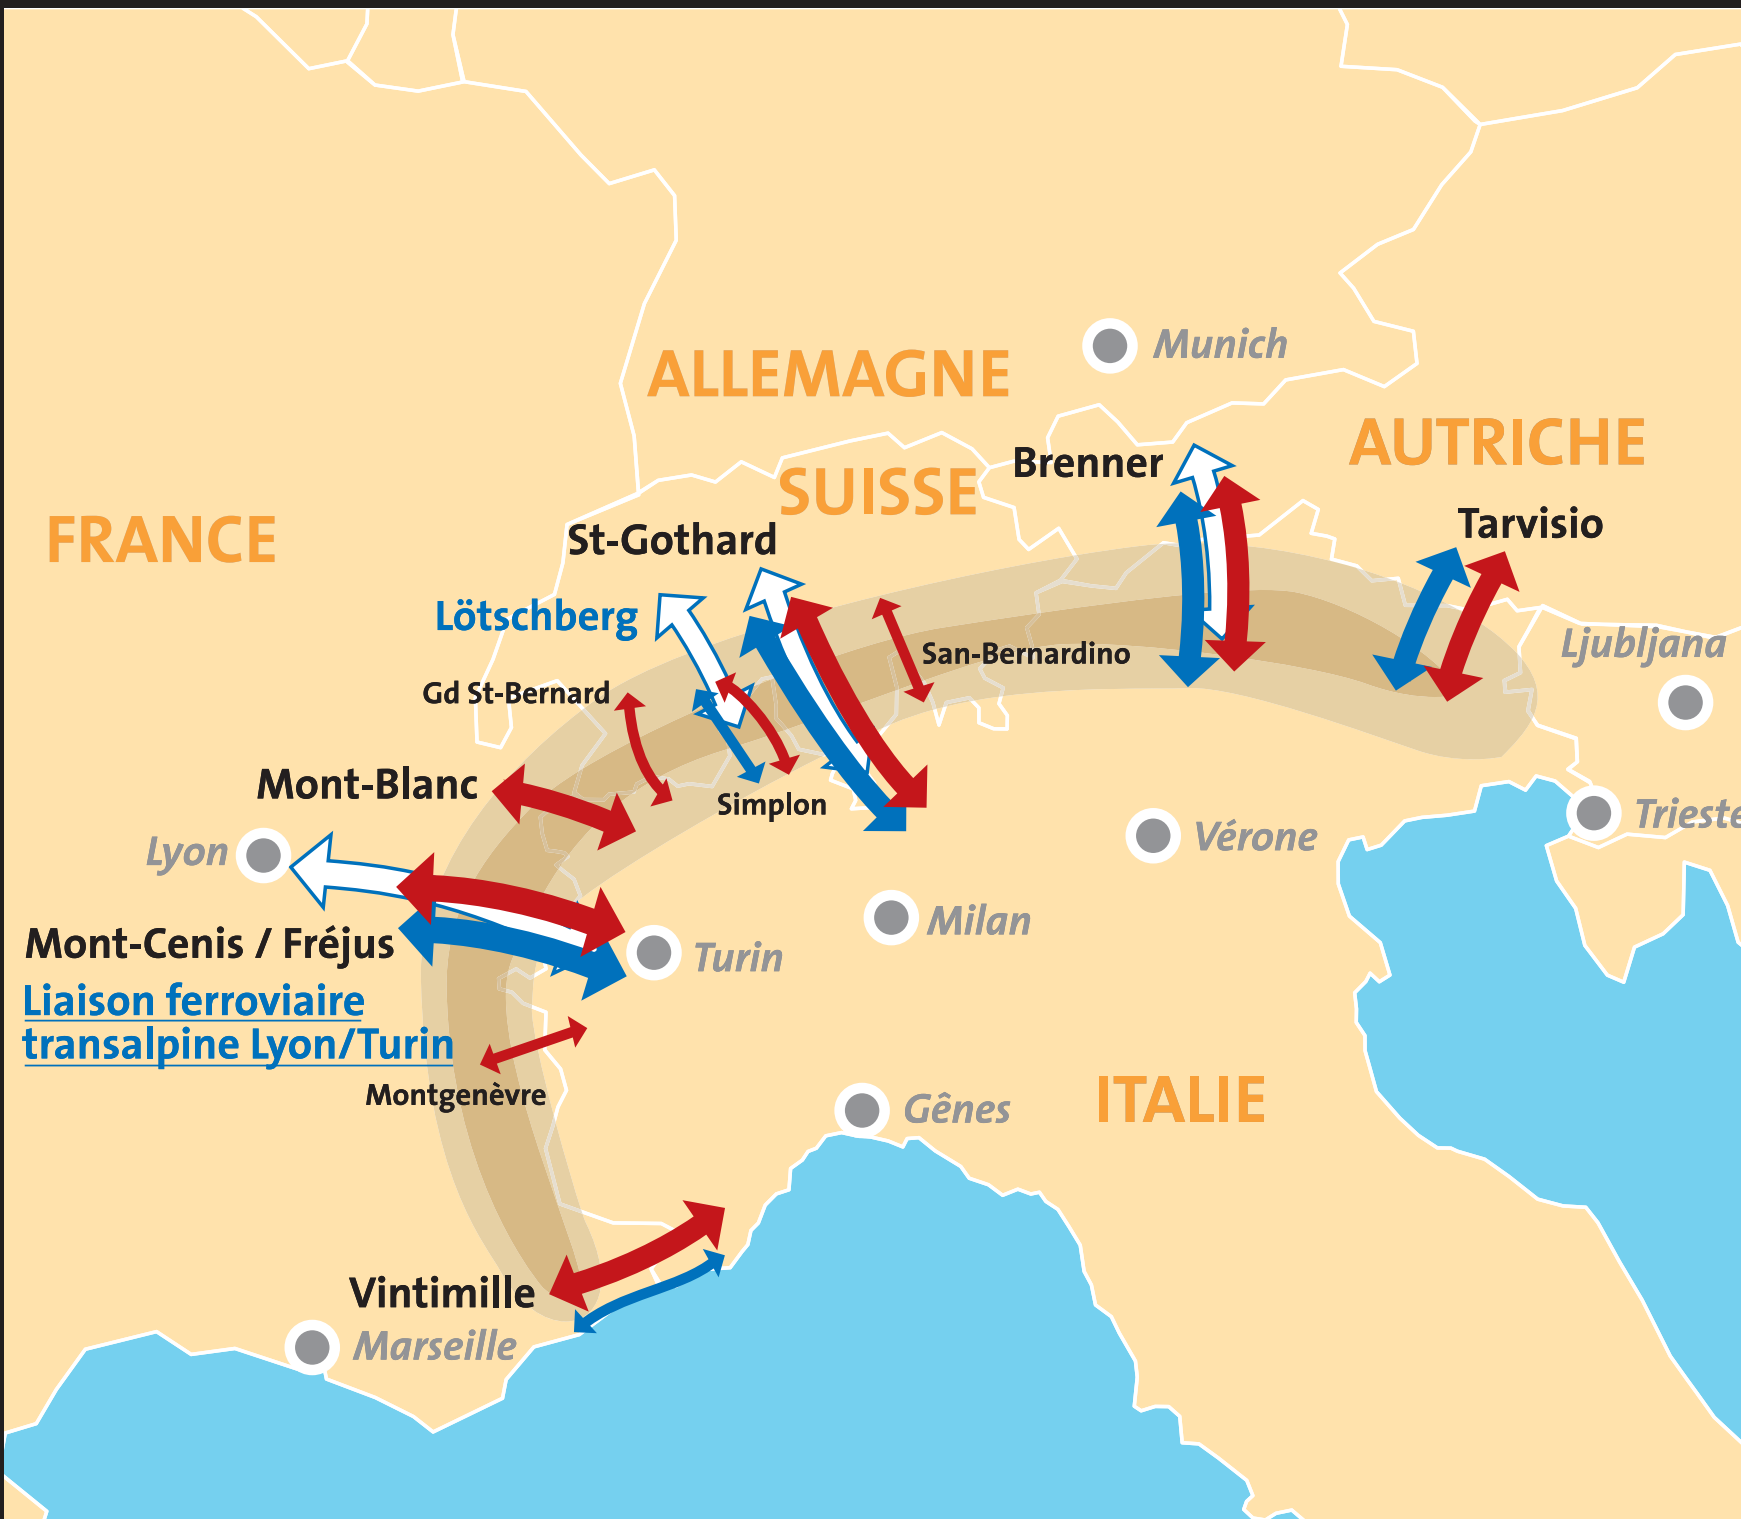 Munich
ALLEMAGNE
AUTRICHE
Brenner
SUISSE
Tarvisio
FRANCE
St-Gothard
Lötschberg
Ljubljana
San-Bernardino
Gd St-Bernard
Mont-Blanc
Simplon
Trieste
Vérone
Lyon
Milan
Mont-Cenis / Fréjus
Turin
Liaison ferroviaire
transalpine Lyon/Turin
Montgenèvre
ITALIE
Gênes
Vintimille
Marseille